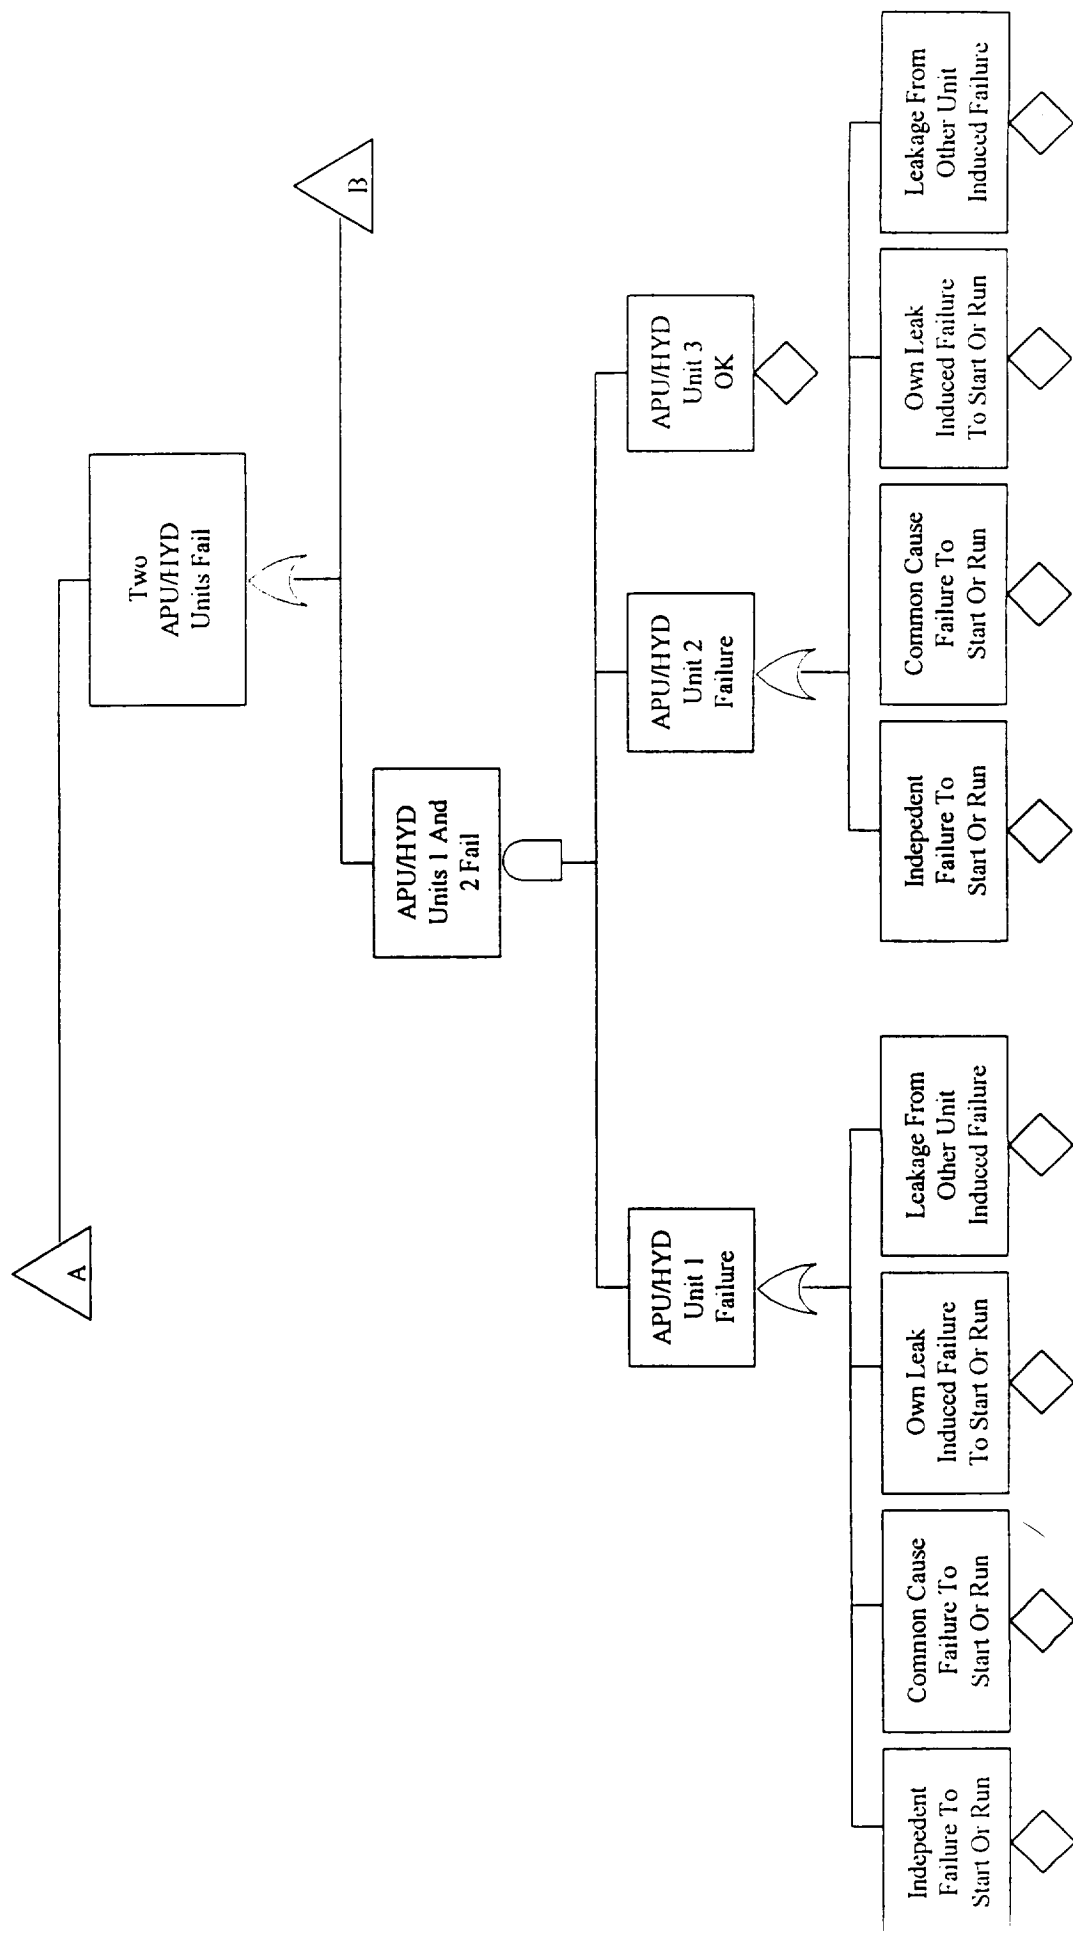 A
Two
APU/HYD
Units Fail
B
APU/HYD
Units 1 And
2 Fail
APU/HYD
Unit 1
Failure
APU/HYD
Unit 2
Failure
APU/HYD
Unit 3
OK
Indepedent
Failure To
Start Or Run
Common Cause
Failure To
Start Or Run
Own Leak
Induced Failure
To Start Or Run
Leakage From
Other Unit
Induced Failure
Indepedent
Failure To
Start Or Run
Common Cause
Failure To
Start Or Run
Own Leak
Induced Failure
To Start Or Run
Leakage From
Other Unit
Induced Failure